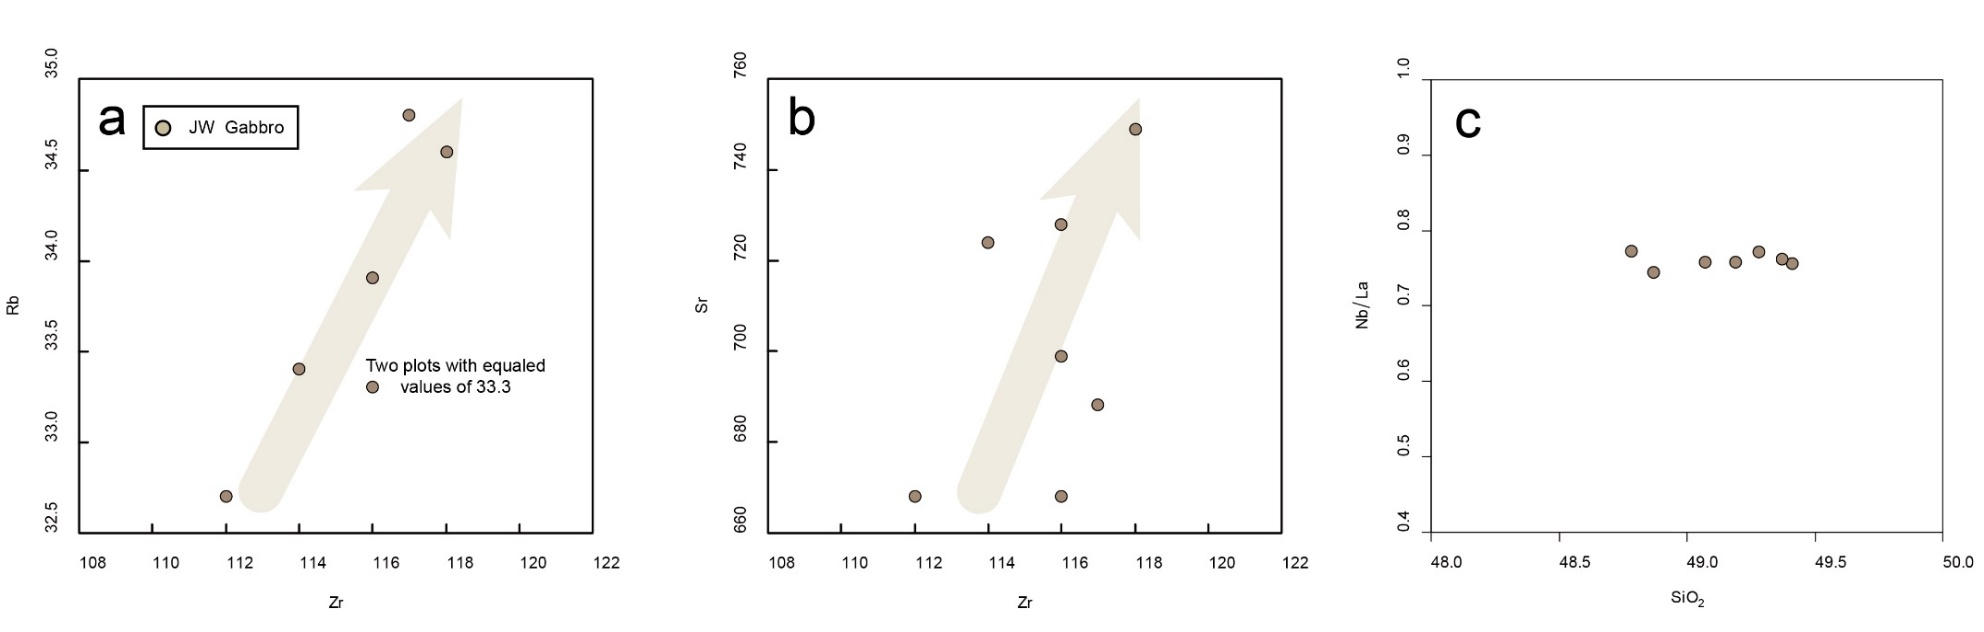 a
JW Gabbro
35.0
34.5
34.0
33.5
33.0
32.5
Rb
Two plots with equaled
values of 33.3
108 110 112 114 116 118 120 122
Zr
b
760
740
720
700
680
660
Sr
108 110 112 114 116 118 120 122
Zr
c
1.0
0.9
0.8
0.7
0.6
0.5
0.4
Nb/La
48.0 48.5 49.0 49.5 50.0
SiO₂